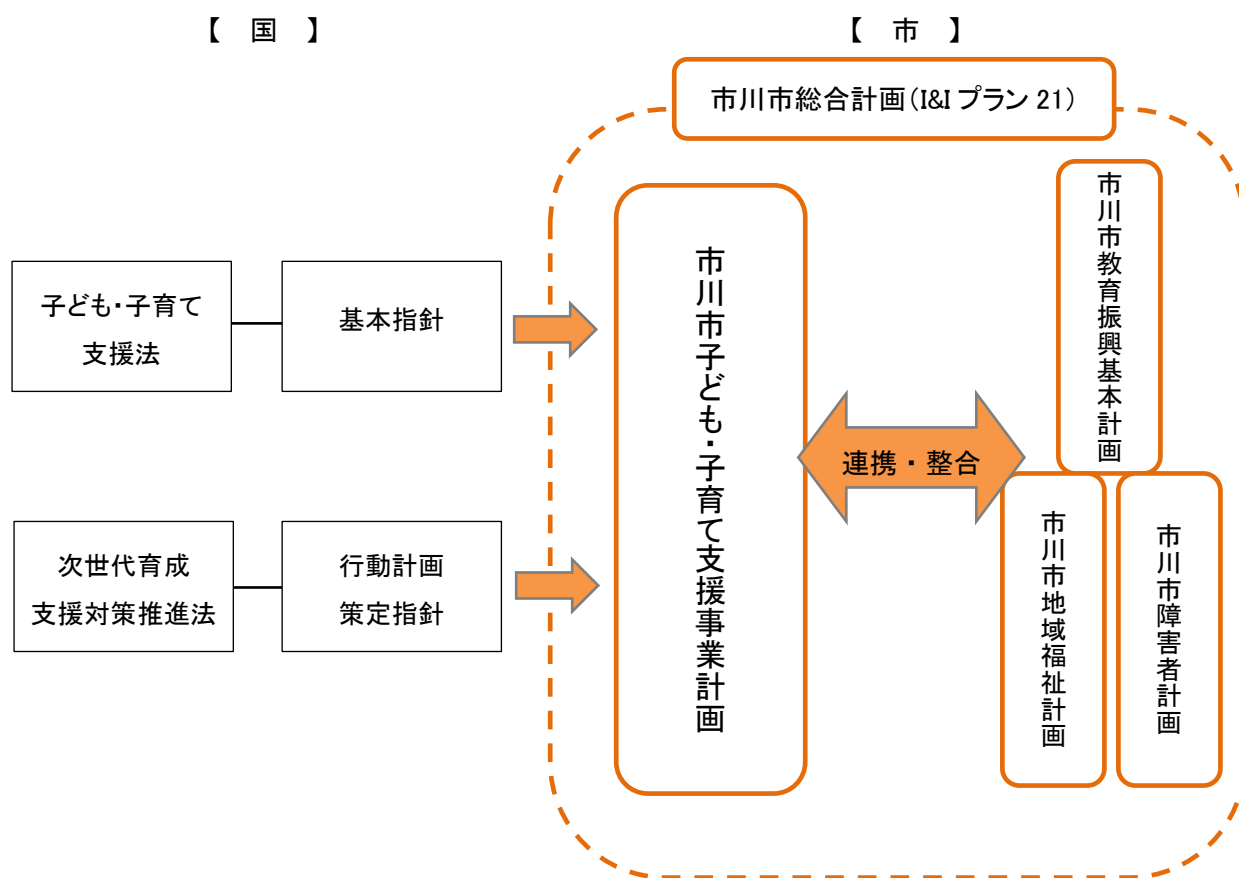 【 国 】
【 市 】
市川市総合計画（I&Iプラン 21）
子ども・子育て
支援法
基本指針
次世代育成
支援対策推進法
行動計画
策定指針
市川市子ども・子育て支援事業計画
連携・整合
市川市教育振興基本計画
市川市地域福祉計画
市川市障害者計画